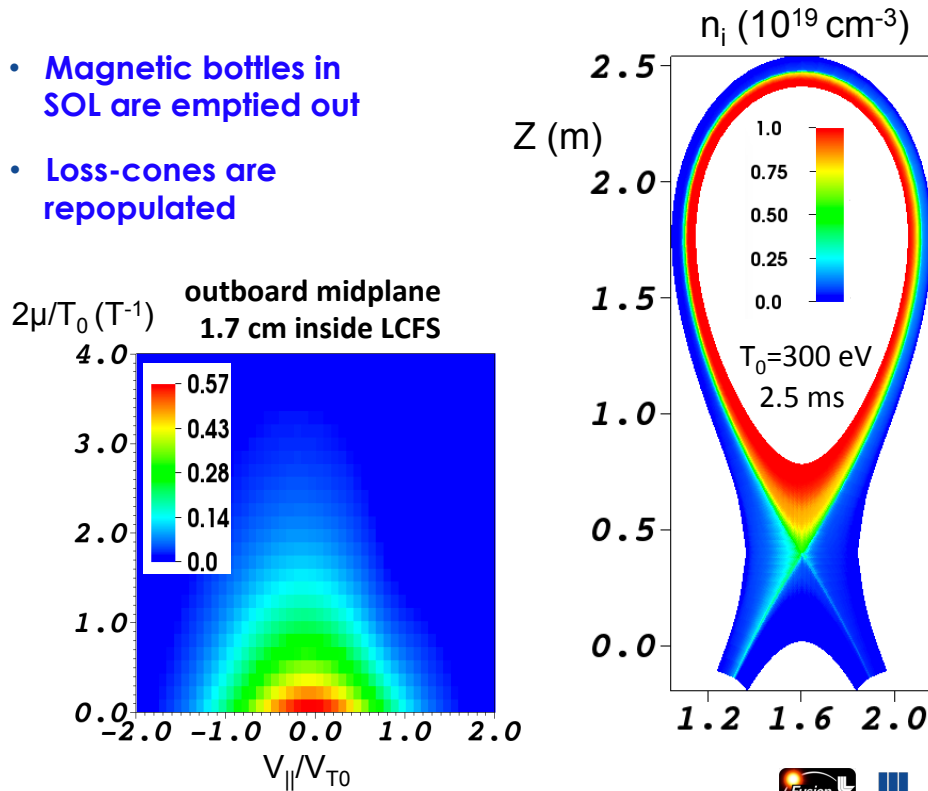 • Magnetic bottles in
SOL are emptied out
• Loss-cones are
repopulated
2μ/T₀ (T⁻¹)
outboard midplane
1.7 cm inside LCFS
4.0
3.0
2.0
1.0
0.0
0.57
0.43
0.28
0.14
0.0
-2.0 -1.0 0.0 1.0 2.0
V||/VT0
nᵢ (10¹⁹ cm⁻³)
Z (m)
2.5
2.0
1.5
1.0
0.5
0.0
1.0
0.75
0.50
0.25
0.0
T₀=300 eV
2.5 ms
1.2 1.6 2.0